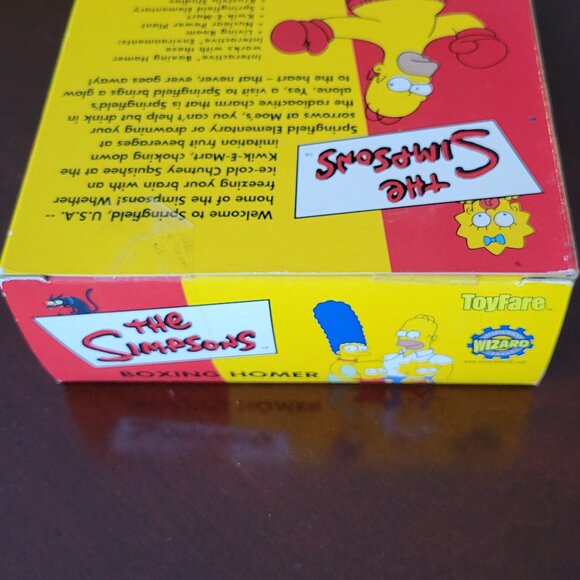 THE
SIMPSONS
TM
Welcome to Springfield, U.S.A. --
home of the Simpsons! Whether
freezing your brain with an
ice-cold Chutney Squishee at the
Kwik-E-Mart, choking down
imitation fruit beverages at
Springfield Elementary or drowning your
sorrows at Moe's, you can't help but drink in
the radioactive charm that is Springfield's
alone. Yes, a visit to Springfield brings a glow
to the heart - that never, ever goes away!
Interactive Boxing Homer
works with these
Interactive Environments:
• Living Room
• Nuclear Power Plant
• Kwik-E-Mart
• Springfield Elementary
THE
SIMPSONS
BOXING HOMER
ToyFare
WIZARD